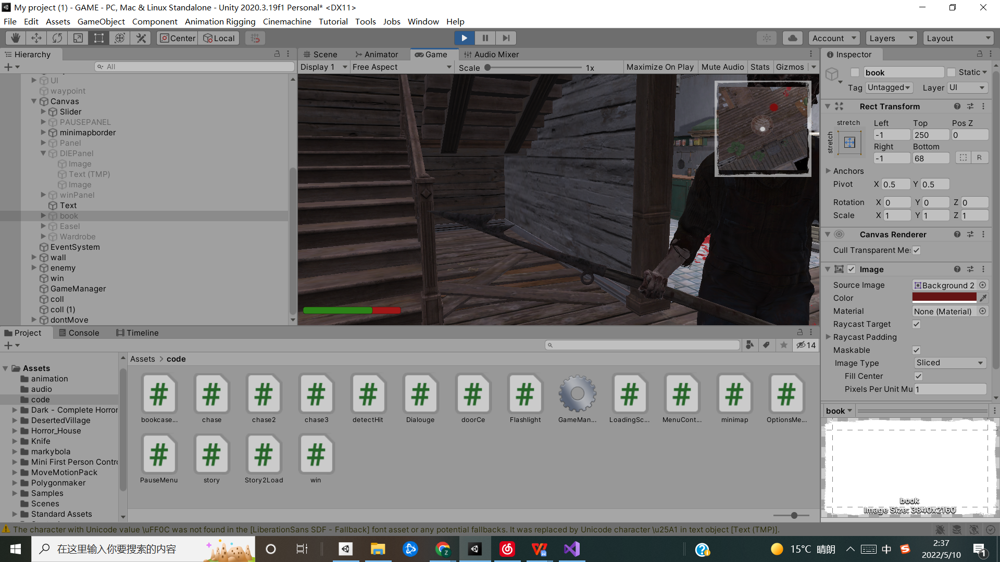 My project (1) - GAME - PC, Mac & Linux Standalone - Unity 2020.3.19f1 Personal* <DX11>
File Edit Assets GameObject Component Animation Rigging Cinemachine Tutorial Tools Jobs Window Help
Center Local Account Layers Layout
Hierarchy
All
UI
waypoint
Canvas
Slider
PAUSEPANEL
minimapborder
Panel
DIEPanel
Image
Text (TMP)
Image
winPanel
Text
book
Easel
Wardrobe
EventSystem
wall
enemy
win
GameManager
coll
coll (1)
dontMove
Scene Animator Game Audio Mixer
Display 1 Free Aspect Scale 1x Maximize On Play Mute Audio Stats Gizmos
Inspector
book Static
Tag Untagged Layer UI
Rect Transform
stretch Left Top Pos Z
stretch
-1 250 0
Right Bottom
-1 68 R
Anchors
Pivot X 0.5 Y 0.5
Rotation X 0 Y 0 Z 0
Scale X 1 Y 1 Z 1
Canvas Renderer
Cull Transparent Mes
Image
Source Image Background 2
Color
Material None (Material)
Raycast Target
Raycast Padding
Maskable
Image Type Sliced
Fill Center
Pixels Per Unit Mu 1
book
book
Image Size: 3840x2160
Project Console Timeline
14
Assets
animation
audio
code
Dark - Complete Horror
DesertedVillage
Horror_House
Knife
markybola
Mini First Person Contro
MoveMotionPack
Polygonmaker
Samples
Scenes
Standard Assets
Assets > code
bookcase... chase chase2 chase3 detectHit Dialouge doorCe Flashlight GameMan... LoadingSc... MenuCont... minimap OptionsMe...
PauseMenu story Story2Load win
The character with Unicode value \uFF0C was not found in the [LiberationSans SDF - Fallback] font asset or any potential fallbacks. It was replaced by Unicode character \u25A1 in text object [Text (TMP)].
在这里输入你要搜索的内容
15°C 晴朗 中 2:37
2022/5/10
1